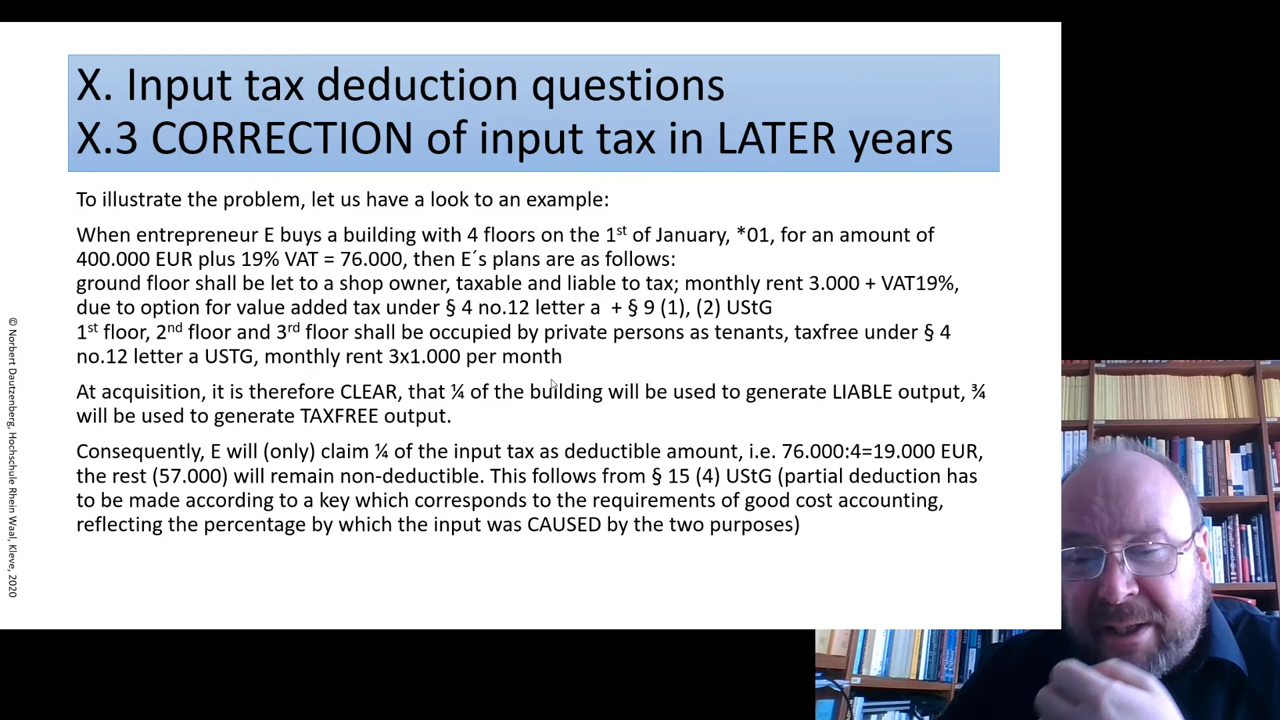 X. Input tax deduction questions
X.3 CORRECTION of input tax in LATER years
To illustrate the problem, let us have a look to an example:
When entrepreneur E buys a building with 4 floors on the 1st of January, *01, for an amount of
400.000 EUR plus 19% VAT = 76.000, then E´s plans are as follows:
ground floor shall be let to a shop owner, taxable and liable to tax; monthly rent 3.000 + VAT19%,
due to option for value added tax under § 4 no.12 letter a + § 9 (1), (2) UStG
1st floor, 2nd floor and 3rd floor shall be occupied by private persons as tenants, taxfree under § 4
no.12 letter a USTG, monthly rent 3x1.000 per month
At acquisition, it is therefore CLEAR, that ¼ of the building will be used to generate LIABLE output, ¾
will be used to generate TAXFREE output.
Consequently, E will (only) claim ¼ of the input tax as deductible amount, i.e. 76.000:4=19.000 EUR,
the rest (57.000) will remain non-deductible. This follows from § 15 (4) UStG (partial deduction has
to be made according to a key which corresponds to the requirements of good cost accounting,
reflecting the percentage by which the input was CAUSED by the two purposes)
© Norbert Dautzenberg, Hochschule Rhein Waal, Kleve, 2020